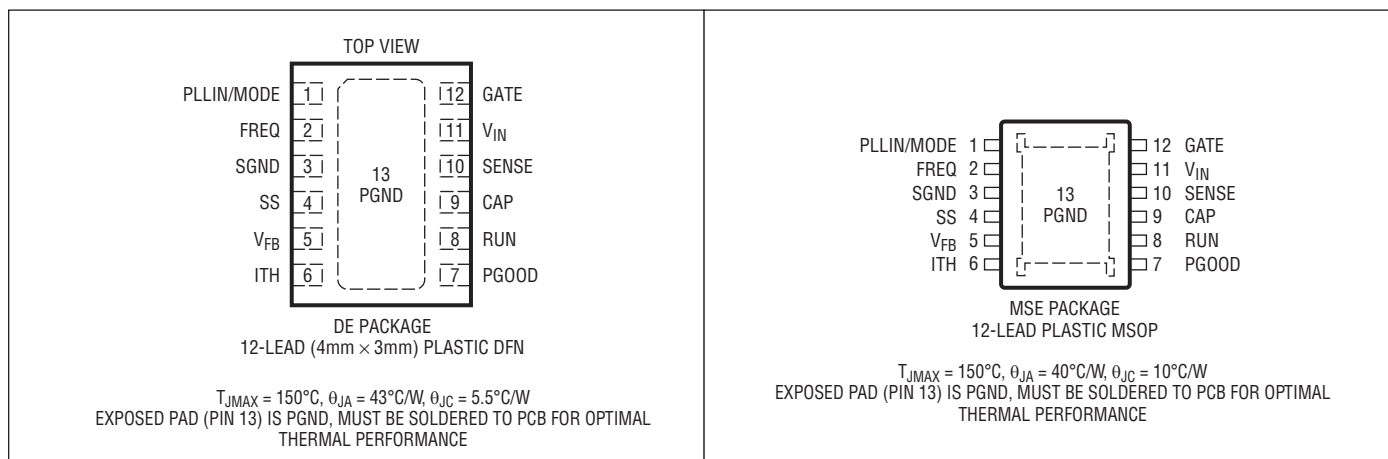 TOP VIEW
PLLIN/MODE 1
FREQ 2
SGND 3
SS 4
VFB 5
ITH 6
13
PGND
12 GATE
11 VIN
10 SENSE
9 CAP
8 RUN
7 PGOOD
DE PACKAGE
12-LEAD (4mm × 3mm) PLASTIC DFN
TJMAX = 150°C, θJA = 43°C/W, θJC = 5.5°C/W
EXPOSED PAD (PIN 13) IS PGND, MUST BE SOLDERED TO PCB FOR OPTIMAL
THERMAL PERFORMANCE
PLLIN/MODE 1
FREQ 2
SGND 3
SS 4
VFB 5
ITH 6
13
PGND
12 GATE
11 VIN
10 SENSE
9 CAP
8 RUN
7 PGOOD
MSE PACKAGE
12-LEAD PLASTIC MSOP
TJMAX = 150°C, θJA = 40°C/W, θJC = 10°C/W
EXPOSED PAD (PIN 13) IS PGND, MUST BE SOLDERED TO PCB FOR OPTIMAL
THERMAL PERFORMANCE